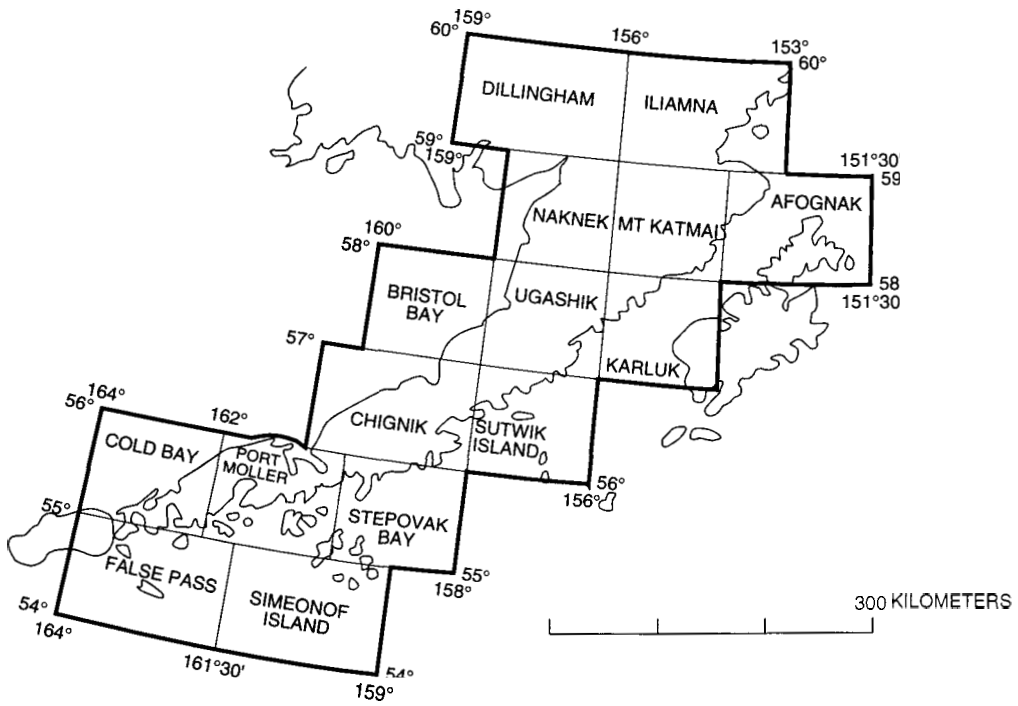 159°
60°
156°
153°
60°
DILLINGHAM
ILIAMNA
59°
159°
151°30'
59
AFOGNAK
NAKNEK
MT KATMAI
160°
58°
58
151°30
BRISTOL
BAY
UGASHIK
57°
KARLUK
164°
56°
162°
CHIGNIK
SUTWIK
ISLAND
COLD BAY
PORT
MOLLER
56°
156°
55°
STEPOVAK
BAY
55°
158°
FALSE PASS
SIMEONOF
ISLAND
54°
164°
161°30'
54°
159°
300 KILOMETERS